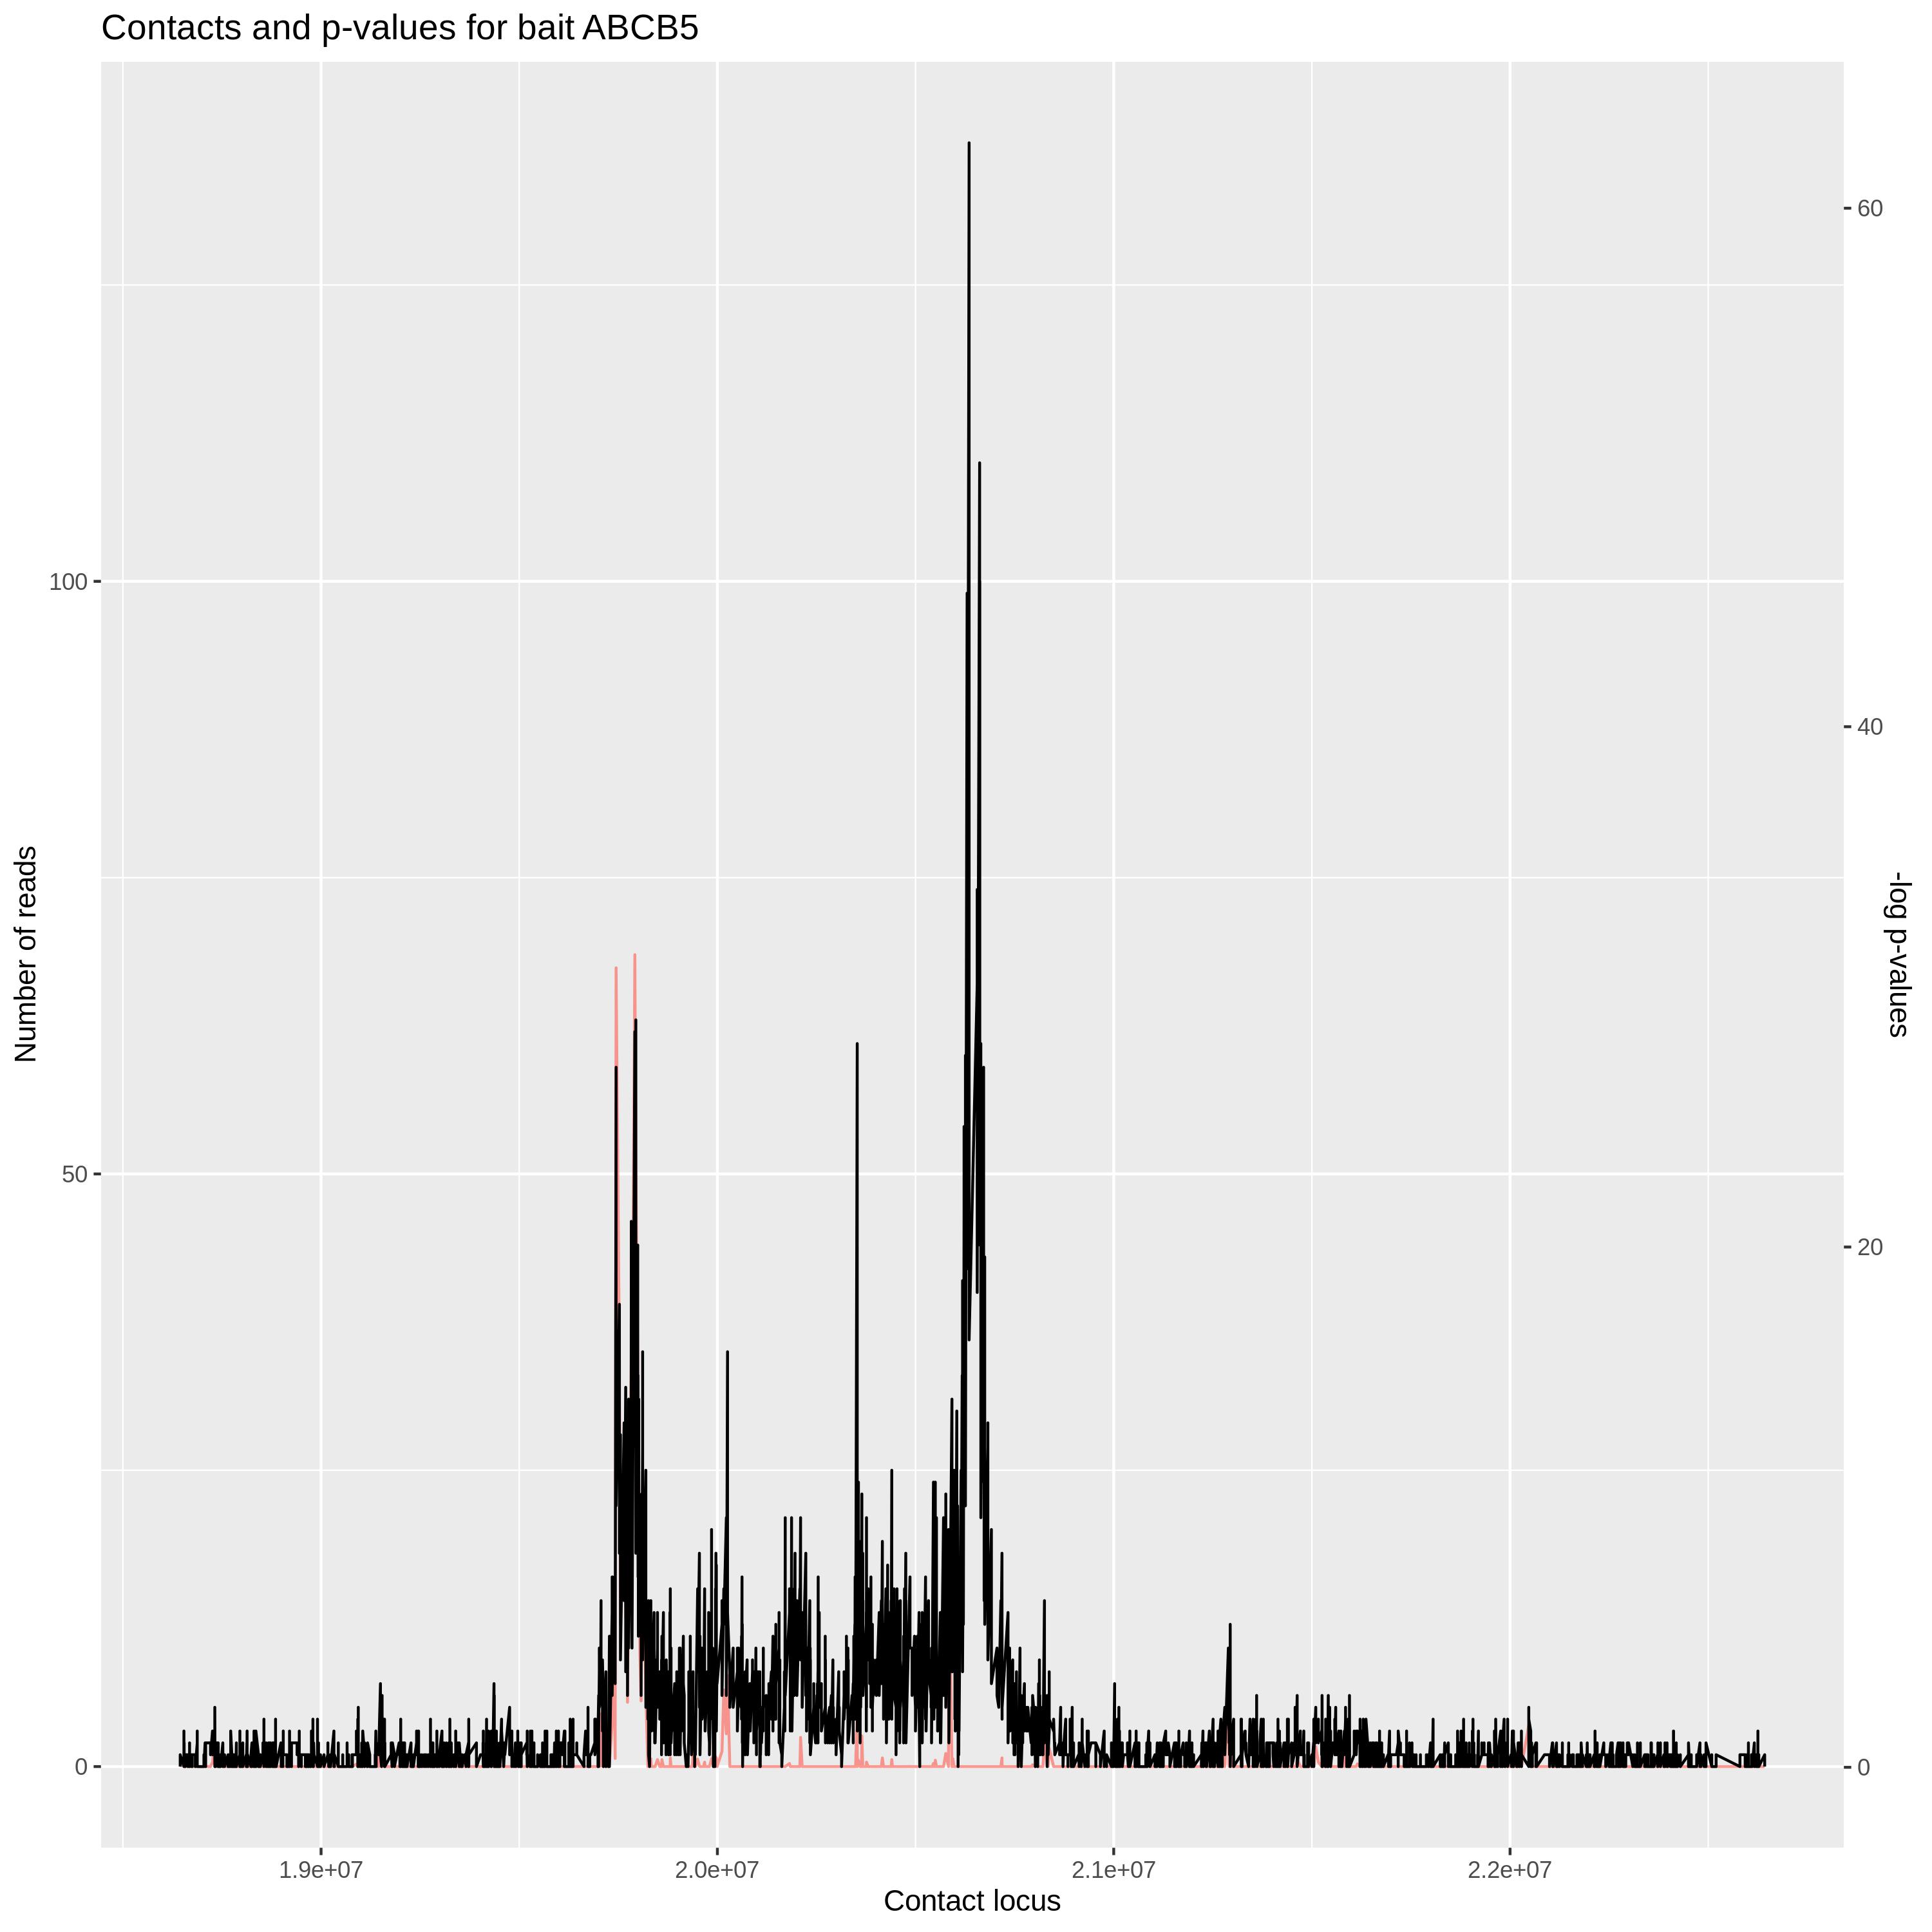 Contacts and p-values for bait ABCB5
60
100
40
Number of reads
-log p-values
50
20
0
0
1.9e+07
2.0e+07
2.1e+07
2.2e+07
Contact locus